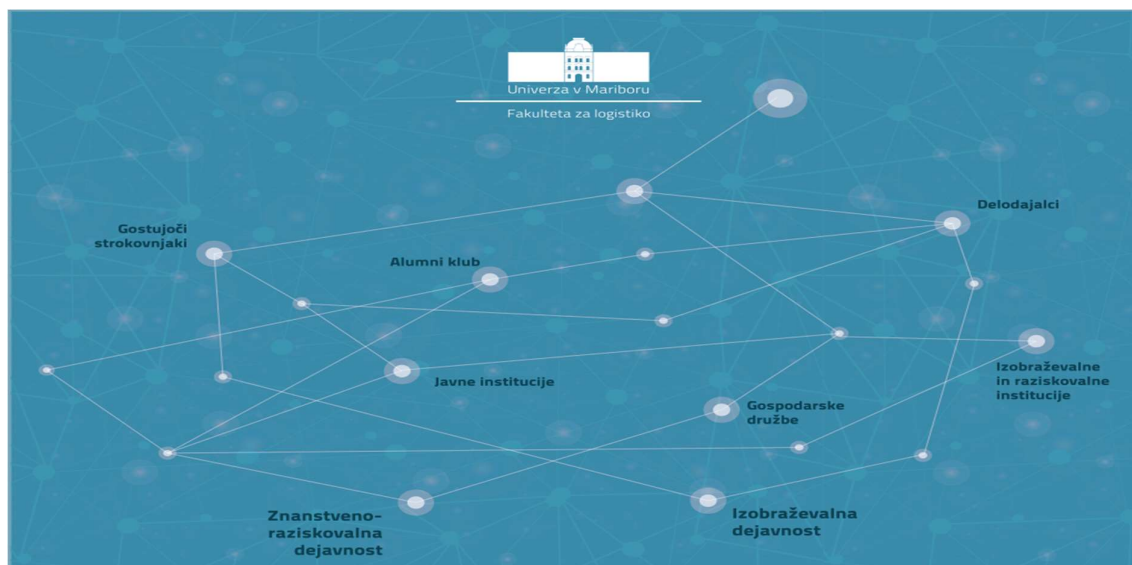 Univerza v Mariboru
Fakulteta za logistiko
Delodajalci
Gostujoči
strokovnjaki
Alumni klub
Javne institucije
Izobraževalne
in raziskovalne
institucije
Gospodarske
družbe
Znanstveno-
raziskovalna
dejavnost
Izobraževalna
dejavnost